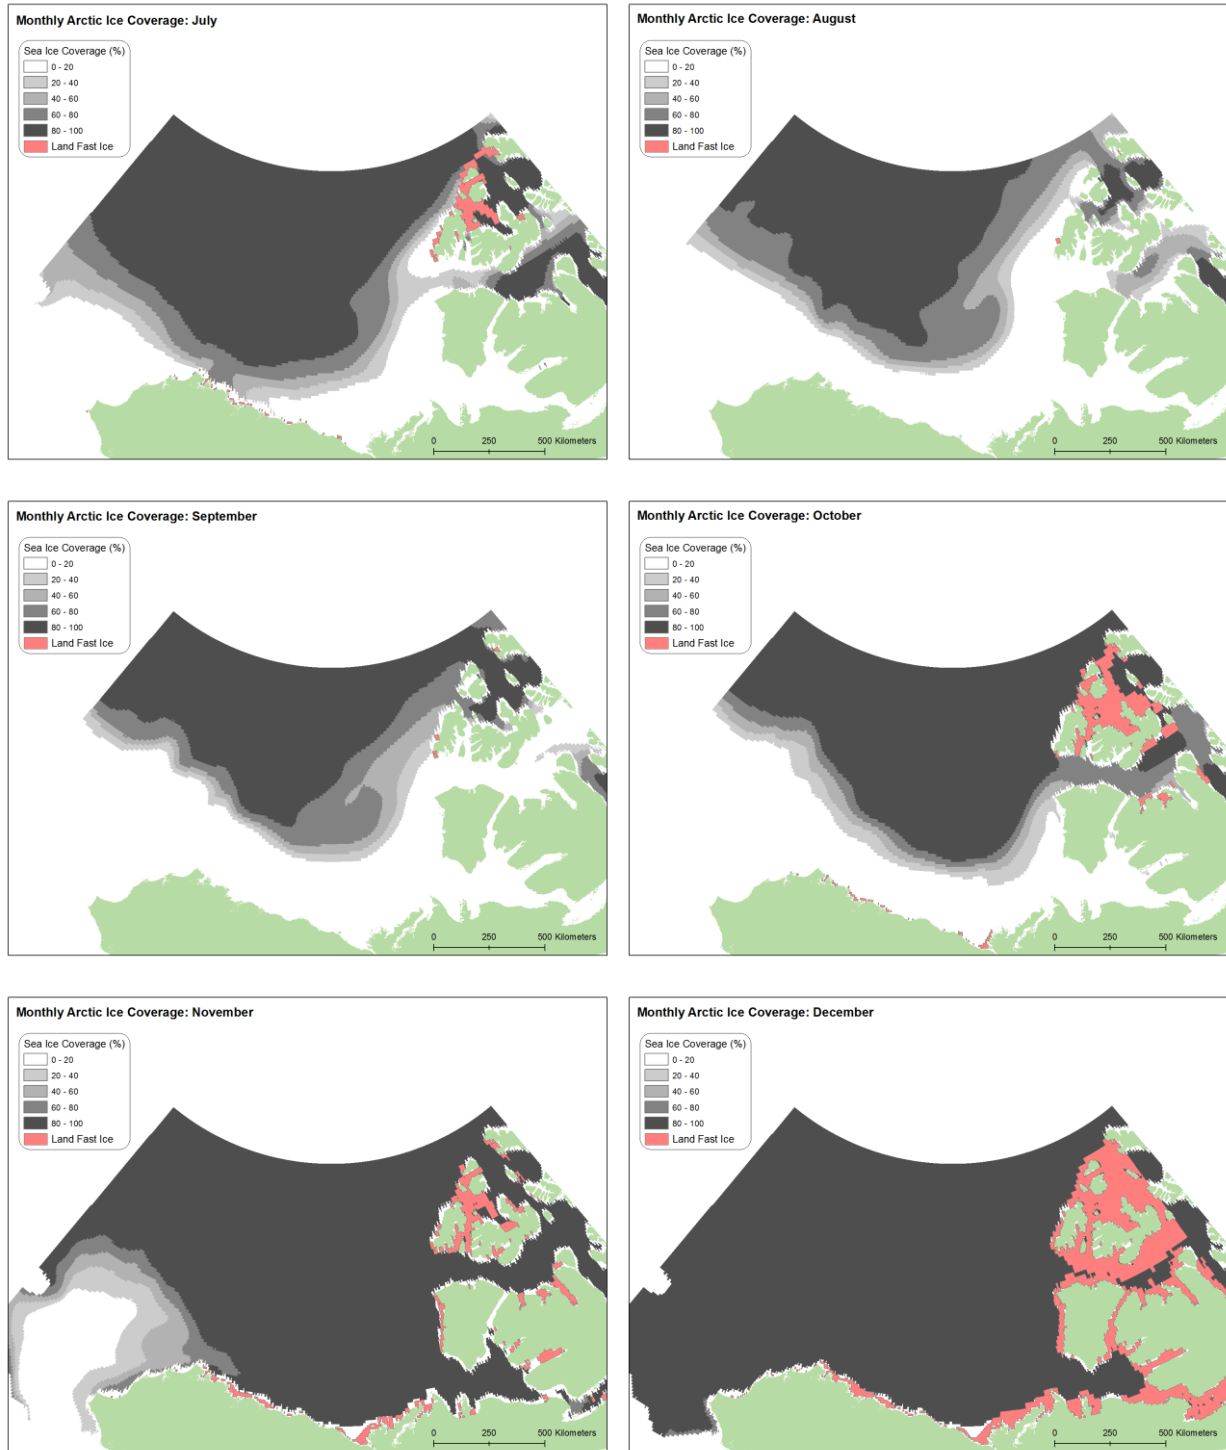 Monthly Arctic Ice Coverage: July
Sea Ice Coverage (%)
0 - 20
20 - 40
40 - 60
60 - 80
80 - 100
Land Fast Ice
0 250 500 Kilometers
Monthly Arctic Ice Coverage: August
Sea Ice Coverage (%)
0 - 20
20 - 40
40 - 60
60 - 80
80 - 100
Land Fast Ice
0 250 500 Kilometers
Monthly Arctic Ice Coverage: September
Sea Ice Coverage (%)
0 - 20
20 - 40
40 - 60
60 - 80
80 - 100
Land Fast Ice
0 250 500 Kilometers
Monthly Arctic Ice Coverage: October
Sea Ice Coverage (%)
0 - 20
20 - 40
40 - 60
60 - 80
80 - 100
Land Fast Ice
0 250 500 Kilometers
Monthly Arctic Ice Coverage: November
Sea Ice Coverage (%)
0 - 20
20 - 40
40 - 60
60 - 80
80 - 100
Land Fast Ice
0 250 500 Kilometers
Monthly Arctic Ice Coverage: December
Sea Ice Coverage (%)
0 - 20
20 - 40
40 - 60
60 - 80
80 - 100
Land Fast Ice
0 250 500 Kilometers